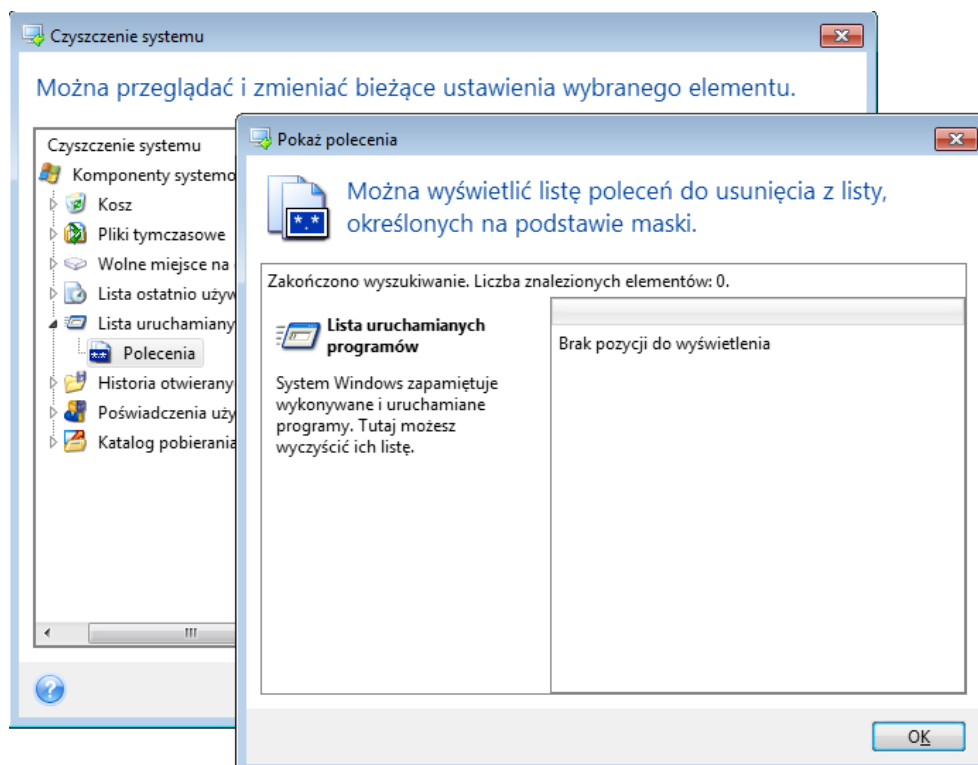 Czyszczenie systemu
Można przeglądać i zmieniać bieżące ustawienia wybranego elementu.
Czyszczenie systemu
Komponenty systemo
Kosz
Pliki tymczasowe
Wolne miejsce na
Lista ostatnio używ
Lista uruchamiany
Polecenia
Historia otwierany
Poświadczenia uży
Katalog pobierania
Pokaż polecenia
*.*
Można wyświetlić listę poleceń do usunięcia z listy,
określonych na podstawie maski.
Zakończono wyszukiwanie. Liczba znalezionych elementów: 0.
Lista uruchamianych
programów
System Windows zapamiętuje
wykonywane i uruchamiane
programy. Tutaj możesz
wyczyścić ich listę.
Brak pozycji do wyświetlenia
OK